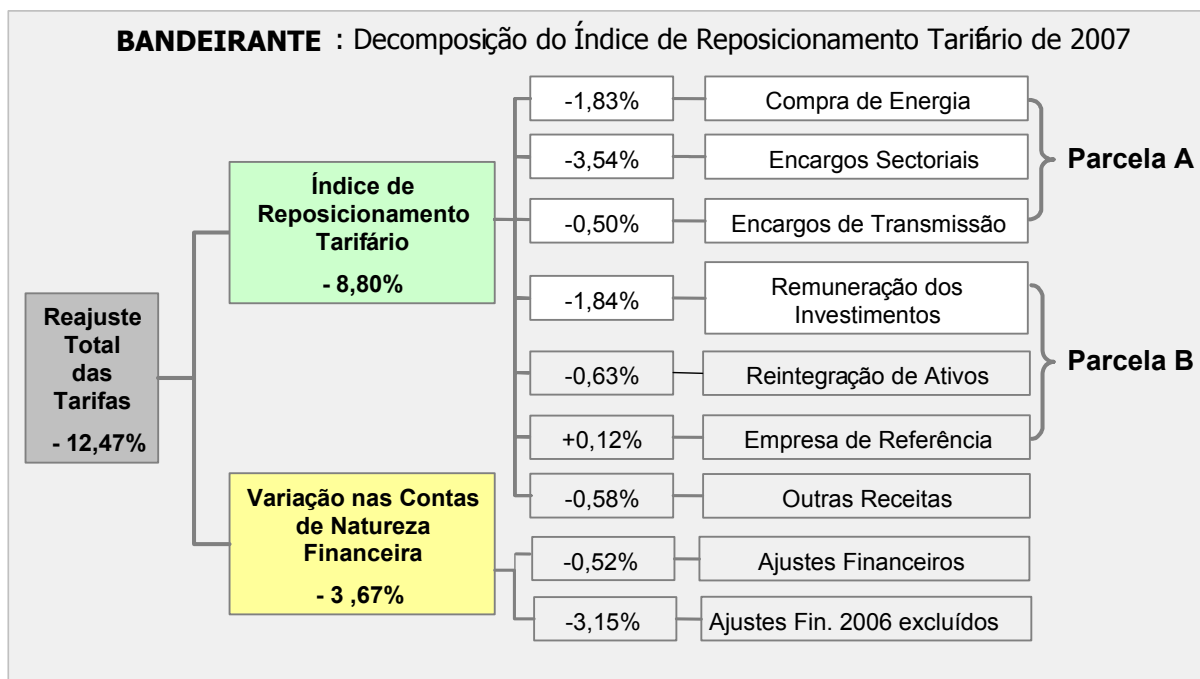 BANDEIRANTE : Decomposição do Índice de Reposicionamento Tarifário de 2007
Reajuste
Total
das
Tarifas
- 12,47%
Índice de
Reposicionamento
Tarifário
- 8,80%
-1,83%
Compra de Energia
-3,54%
Encargos Sectoriais
-0,50%
Encargos de Transmissão
Parcela A
-1,84%
Remuneração dos
Investimentos
-0,63%
Reintegração de Ativos
+0,12%
Empresa de Referência
Parcela B
-0,58%
Outras Receitas
Variação nas Contas
de Natureza
Financeira
- 3 ,67%
-0,52%
Ajustes Financeiros
-3,15%
Ajustes Fin. 2006 excluídos